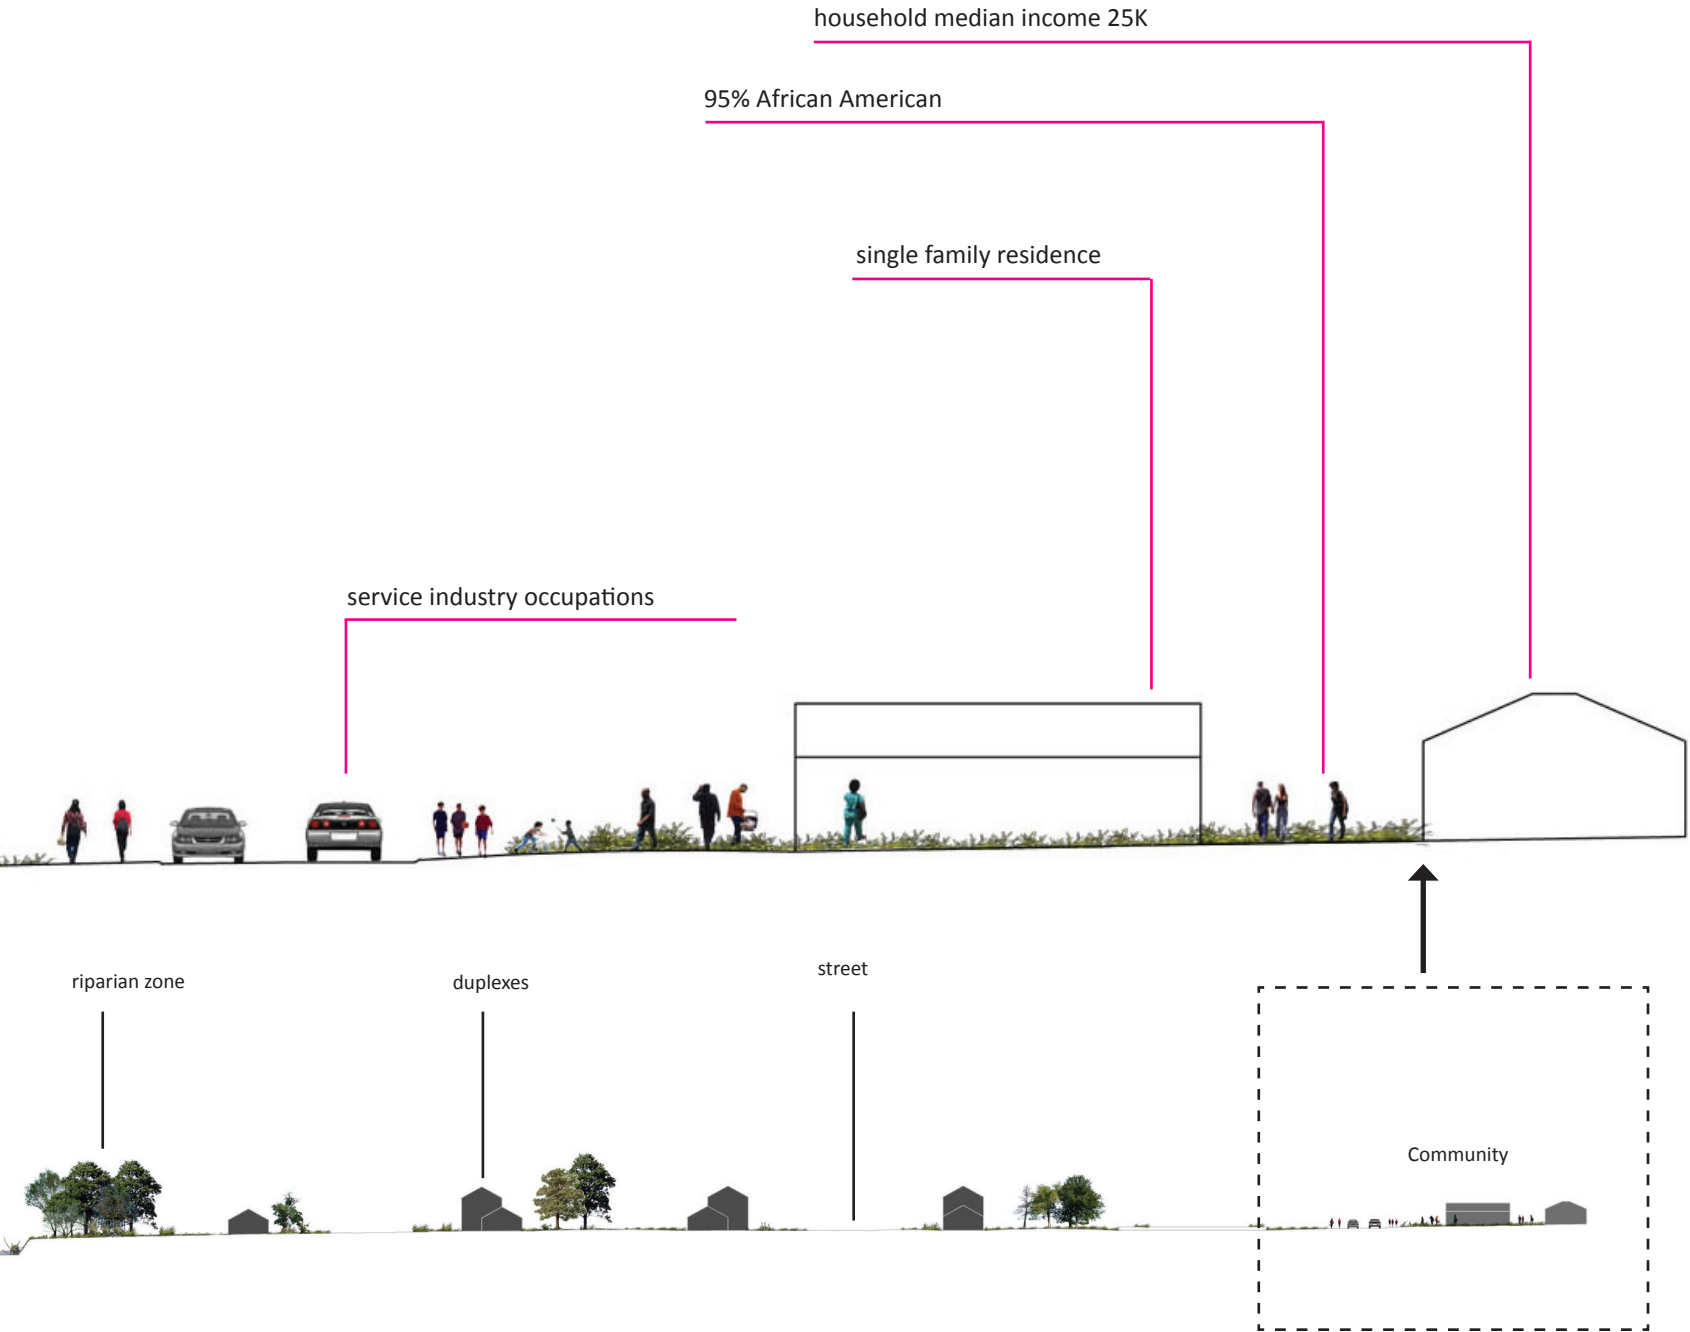 household median income 25K
95% African American
single family residence
service industry occupations
riparian zone
duplexes
street
Community